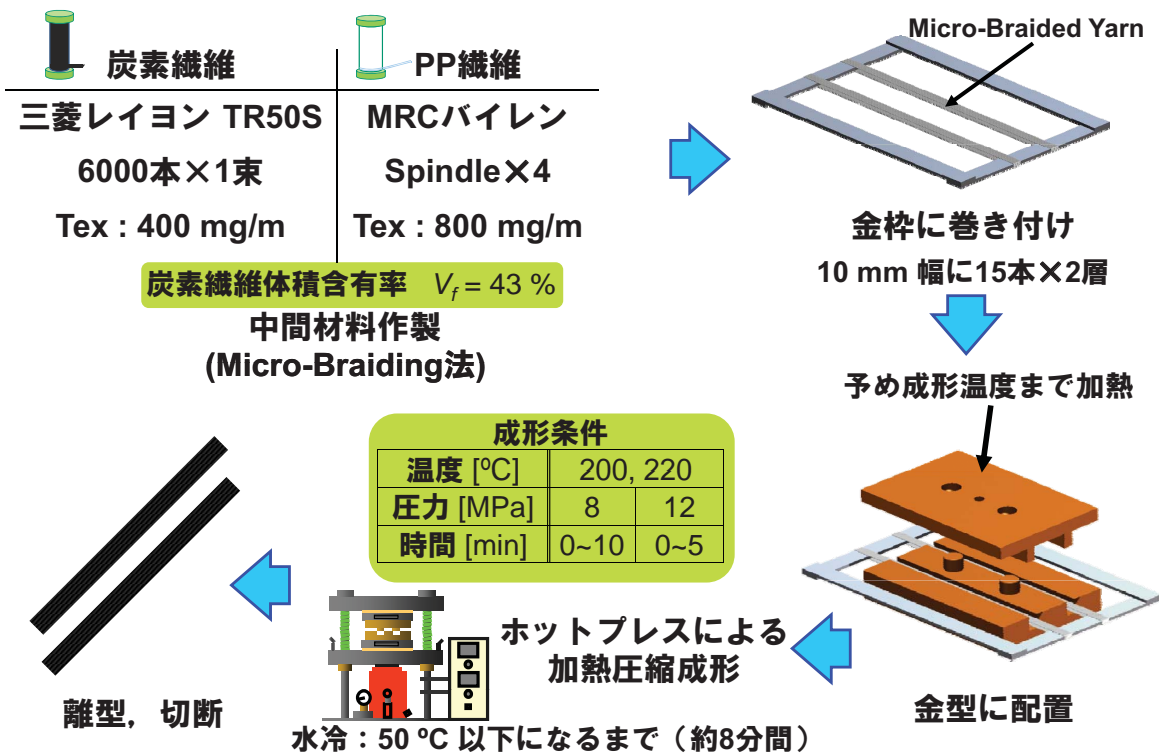 炭素繊維
PP繊維
三菱レイヨン TR50S
MRCバイレン
6000本×1束
Spindle×4
Tex : 400 mg/m
Tex : 800 mg/m
炭素繊維体積含有率 Vf = 43 %
中間材料作製
(Micro-Braiding法)
Micro-Braided Yarn
金枠に巻き付け
10 mm 幅に15本×2層
予め成形温度まで加熱
金型に配置
成形条件
温度 [ºC] 200, 220
圧力 [MPa] 8 12
時間 [min] 0~10 0~5
ホットプレスによる
加熱圧縮成形
水冷：50 ºC 以下になるまで（約8分間）
離型，切断